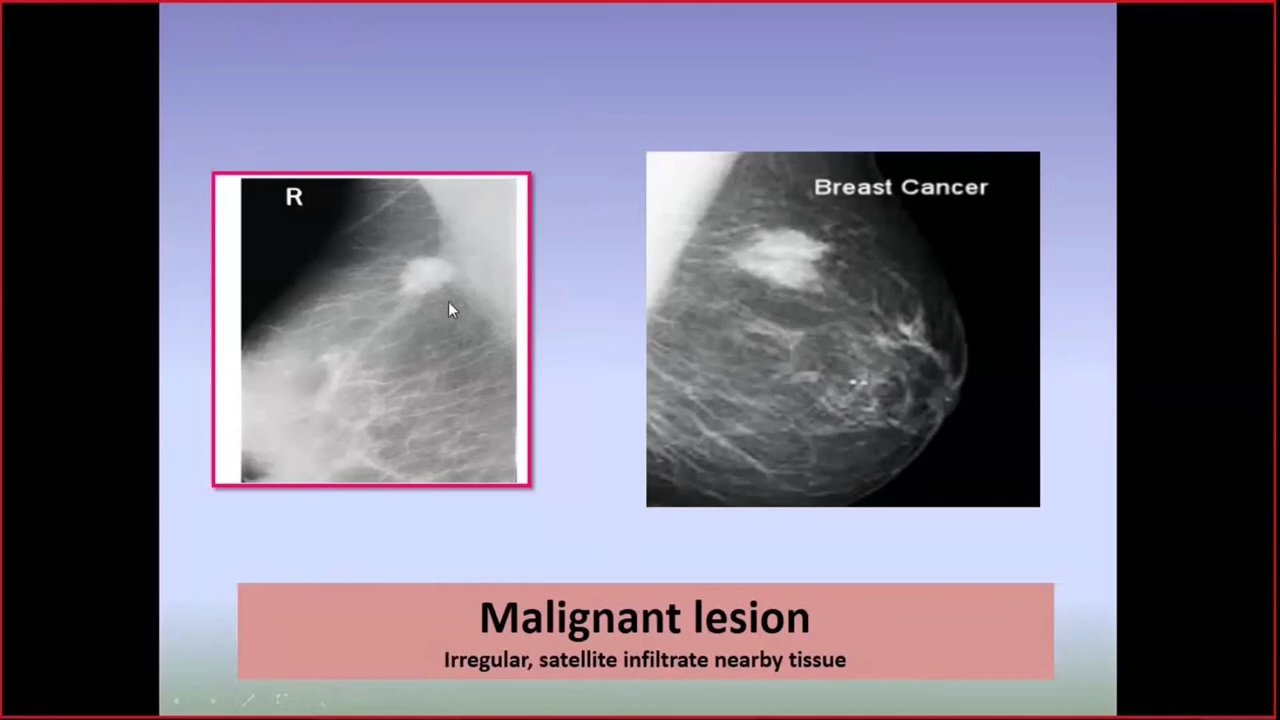 R
Breast Cancer
Malignant lesion
Irregular, satellite infiltrate nearby tissue